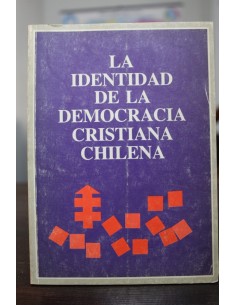 LA
IDENTIDAD
DE LA
DEMOCRACIA
CRISTIANA
CHILENA